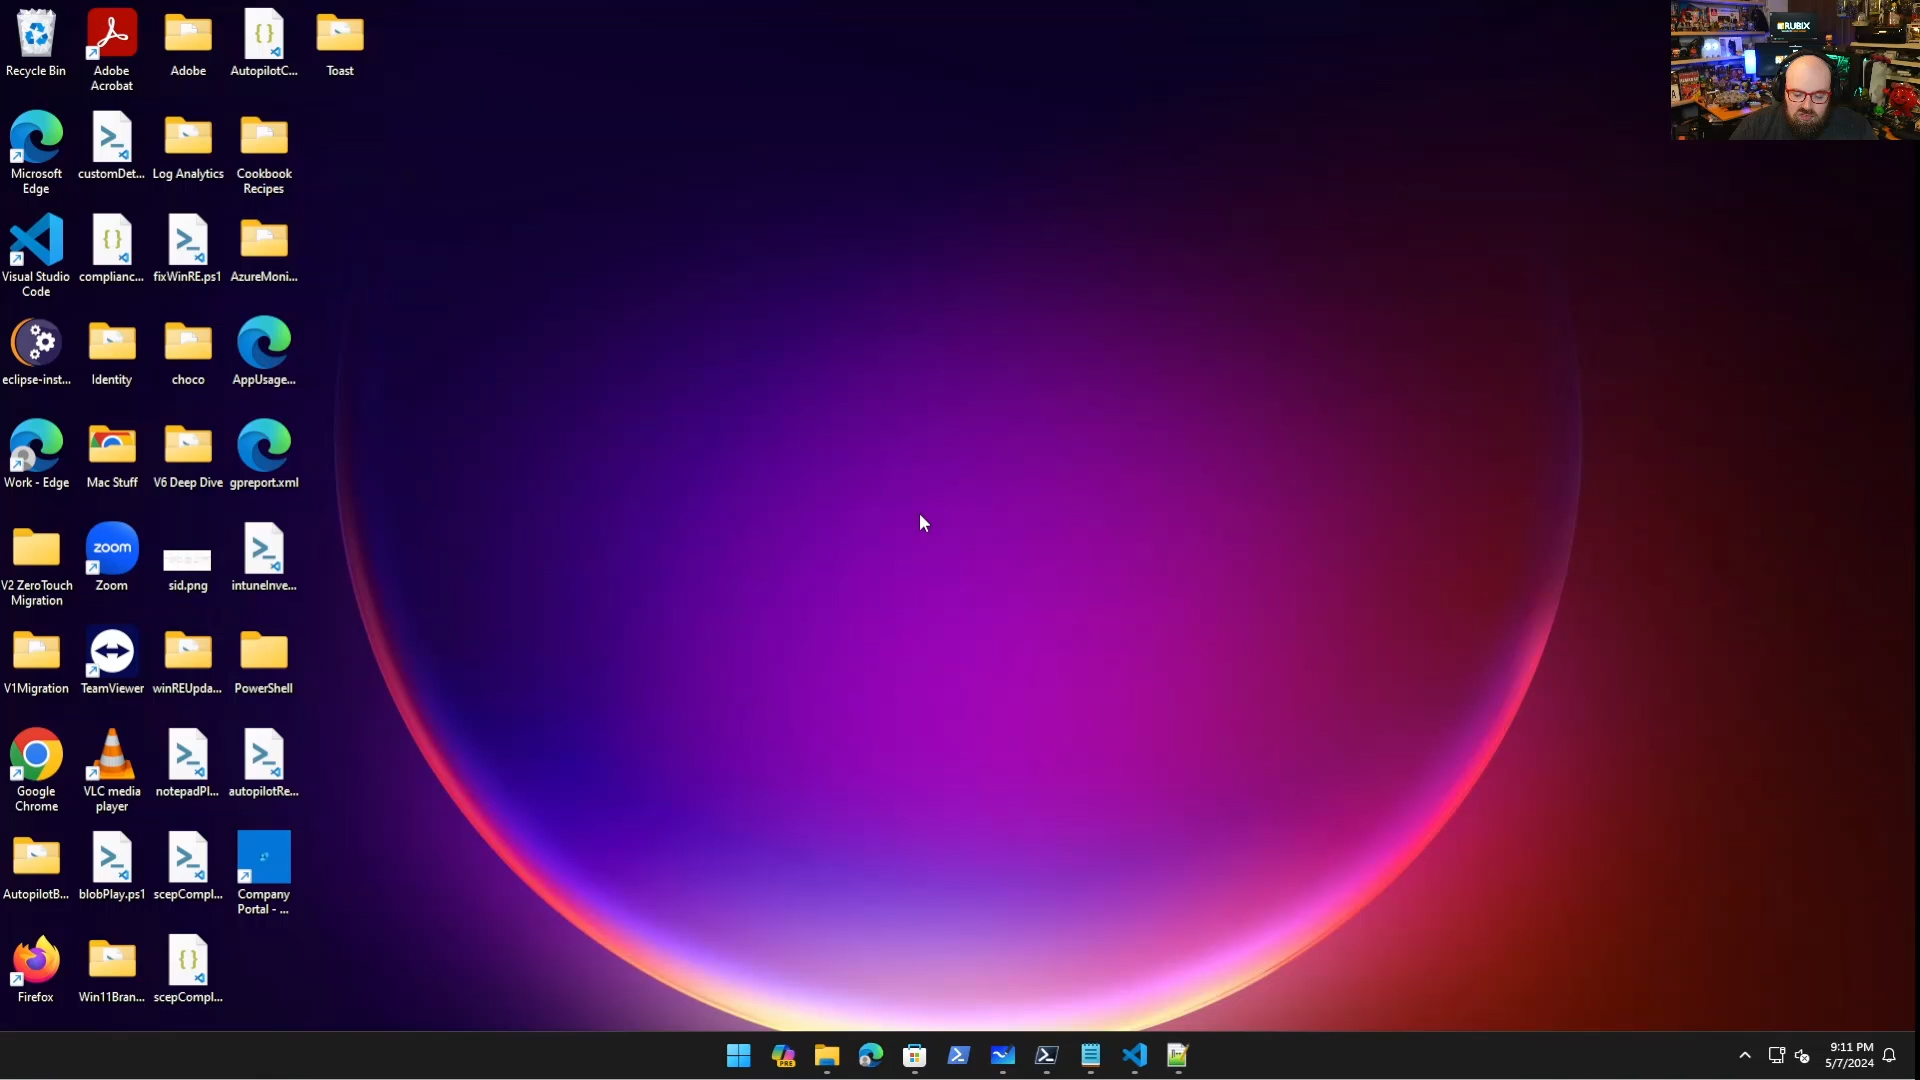 Recycle Bin
Adobe
Acrobat
Adobe
AutopilotC...
Toast
Microsoft
Edge
customDet...
Log Analytics
Cookbook
Recipes
Visual Studio
Code
complianc...
fixWinRE.ps1
AzureMoni...
eclipse-inst...
Identity
choco
AppUsage...
Work - Edge
Mac Stuff
V6 Deep Dive
gpreport.xml
V2 ZeroTouch
Migration
zoom
Zoom
sid.png
intuneInve...
V1Migration
TeamViewer
winREUpda...
PowerShell
Google
Chrome
VLC media
player
notepadPl...
autopilotRe...
AutopilotB...
blobPlay.ps1
scepCompl...
Company
Portal - ...
Firefox
Win11Bran...
scepCompl...
RUBIX
PRE
9:11 PM
5/7/2024